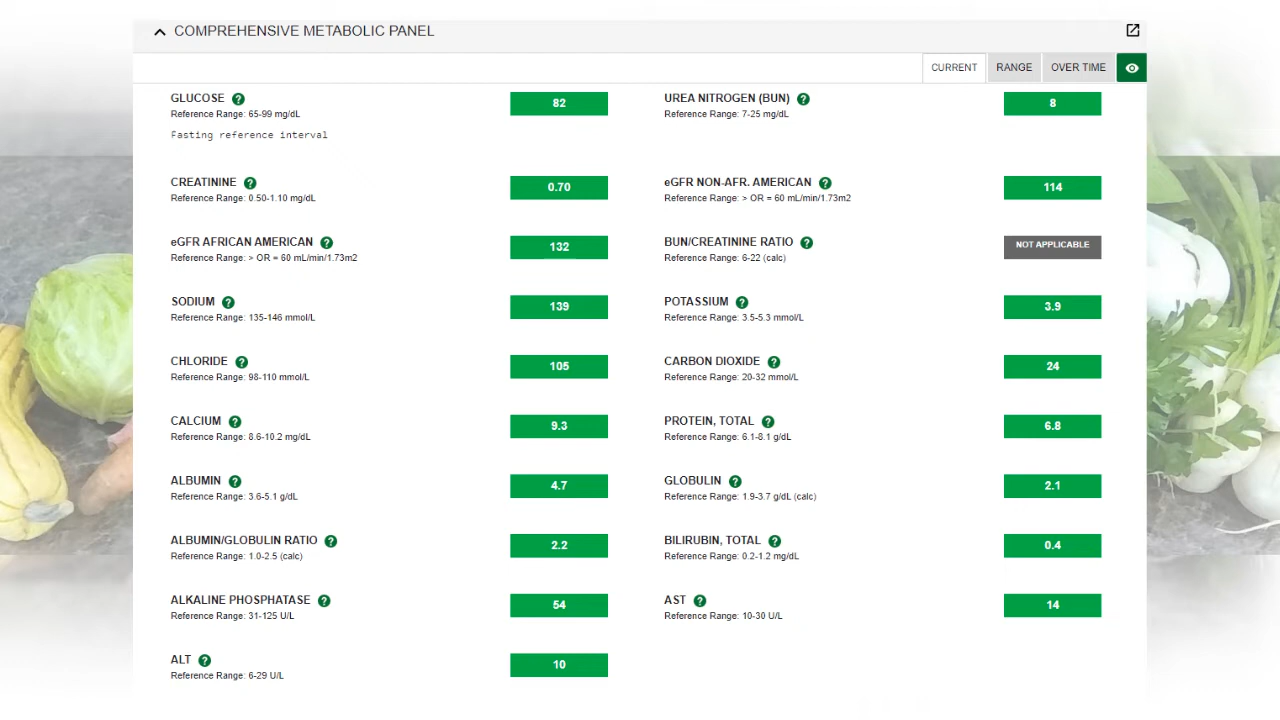 COMPREHENSIVE METABOLIC PANEL
CURRENT RANGE OVER TIME
GLUCOSE ? 82
Reference Range: 65-99 mg/dL
Fasting reference interval
UREA NITROGEN (BUN) ? 8
Reference Range: 7-25 mg/dL
CREATININE ? 0.70
Reference Range: 0.50-1.10 mg/dL
eGFR NON-AFR. AMERICAN ? 114
Reference Range: > OR = 60 mL/min/1.73m2
eGFR AFRICAN AMERICAN ? 132
Reference Range: > OR = 60 mL/min/1.73m2
BUN/CREATININE RATIO ? NOT APPLICABLE
Reference Range: 6-22 (calc)
SODIUM ? 139
Reference Range: 135-146 mmol/L
POTASSIUM ? 3.9
Reference Range: 3.5-5.3 mmol/L
CHLORIDE ? 105
Reference Range: 98-110 mmol/L
CARBON DIOXIDE ? 24
Reference Range: 20-32 mmol/L
CALCIUM ? 9.3
Reference Range: 8.6-10.2 mg/dL
PROTEIN, TOTAL ? 6.8
Reference Range: 6.1-8.1 g/dL
ALBUMIN ? 4.7
Reference Range: 3.6-5.1 g/dL
GLOBULIN ? 2.1
Reference Range: 1.9-3.7 g/dL (calc)
ALBUMIN/GLOBULIN RATIO ? 2.2
Reference Range: 1.0-2.5 (calc)
BILIRUBIN, TOTAL ? 0.4
Reference Range: 0.2-1.2 mg/dL
ALKALINE PHOSPHATASE ? 54
Reference Range: 31-125 U/L
AST ? 14
Reference Range: 10-30 U/L
ALT ? 10
Reference Range: 6-29 U/L